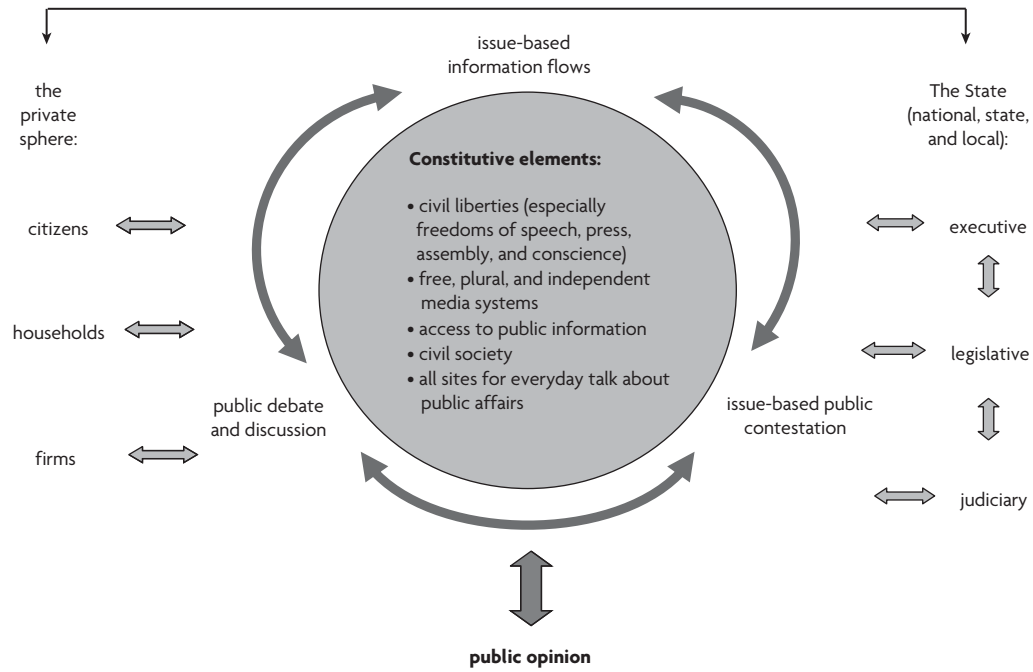 issue-based
information flows
the
private
sphere:
The State
(national, state,
and local):
Constitutive elements:
• civil liberties (especially
freedoms of speech, press,
assembly, and conscience)
• free, plural, and independent
media systems
• access to public information
• civil society
• all sites for everyday talk about
public affairs
citizens
households
firms
public debate
and discussion
issue-based public
contestation
executive
legislative
judiciary
public opinion